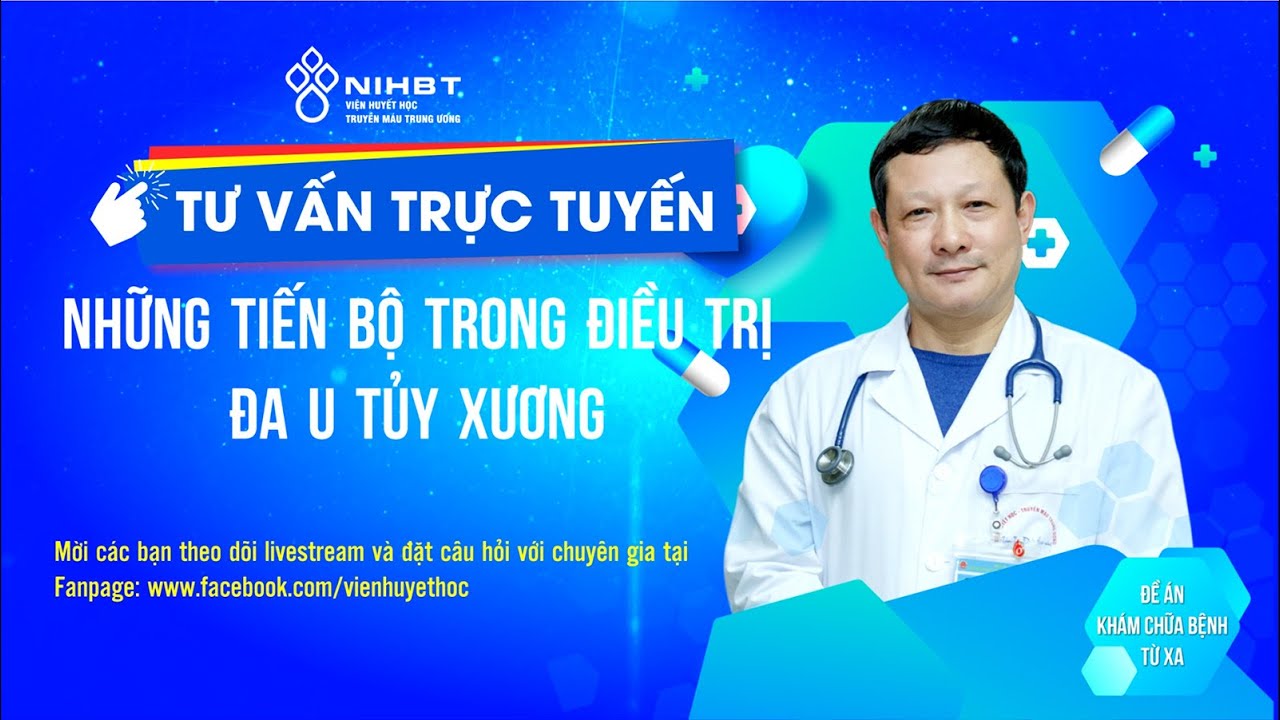 NIHBT
VIỆN HUYẾT HỌC
TRUYỀN MÁU TRUNG ƯƠNG
TƯ VẤN TRỰC TUYẾN
NHỮNG TIẾN BỘ TRONG ĐIỀU TRỊ
ĐA U TỦY XƯƠNG
Mời các bạn theo dõi livestream và đặt câu hỏi với chuyên gia tại
Fanpage: www.facebook.com/vienhuyethoc
ĐỀ ÁN
KHÁM CHỮA BỆNH
TỪ XA